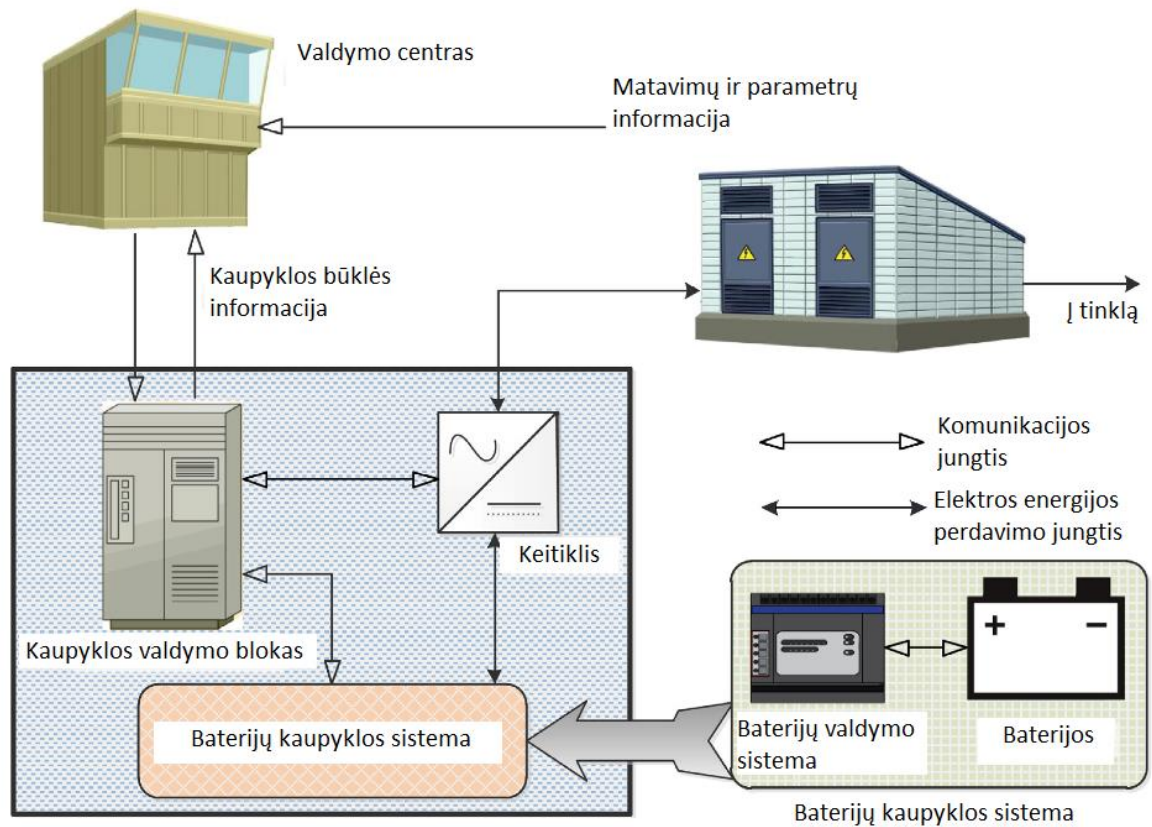 Valdymo centras
Matavimų ir parametrų
informacija
Kaupyklos būklės
informacija
Į tinklą
Komunikacijos
jungtis
Elektros energijos
perdavimo jungtis
Keitiklis
Kaupyklos valdymo blokas
Baterijų kaupyklos sistema
+ −
Baterijų valdymo
sistema
Baterijos
Baterijų kaupyklos sistema